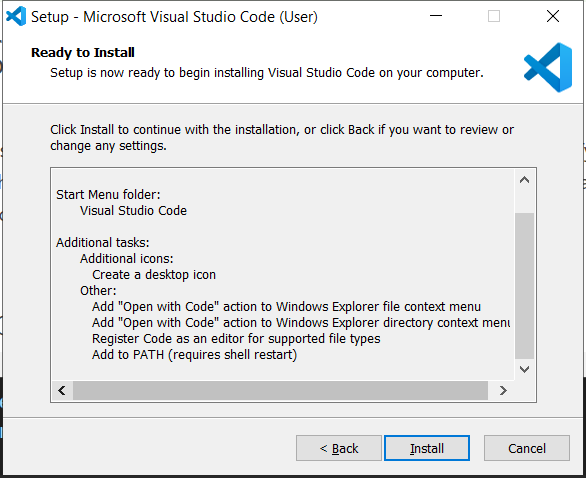 Setup - Microsoft Visual Studio Code (User)
Ready to Install
Setup is now ready to begin installing Visual Studio Code on your computer.
Click Install to continue with the installation, or click Back if you want to review or
change any settings.
Start Menu folder:
Visual Studio Code
Additional tasks:
Additional icons:
Create a desktop icon
Other:
Add "Open with Code" action to Windows Explorer file context menu
Add "Open with Code" action to Windows Explorer directory context menu
Register Code as an editor for supported file types
Add to PATH (requires shell restart)
< Back
Install
Cancel